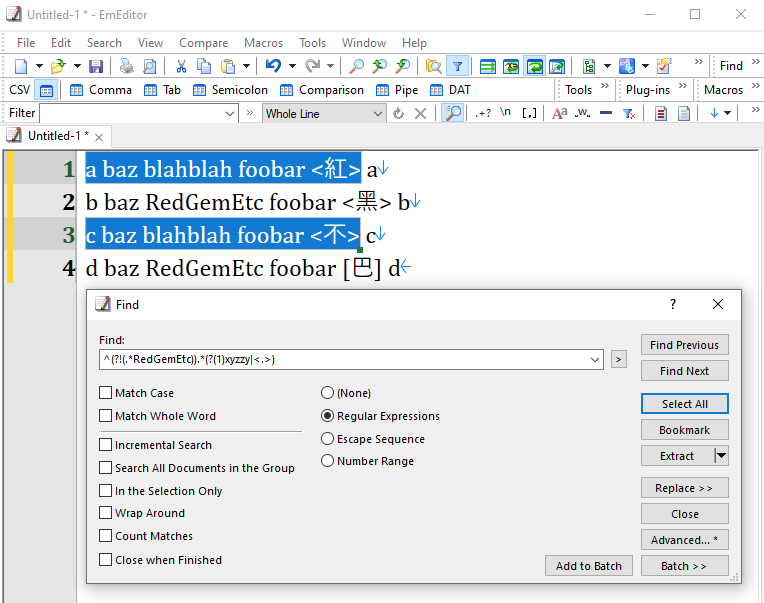 Untitled-1 * - EmEditor
File Edit Search View Compare Macros Tools Window Help
Find
CSV Comma Tab Semicolon Comparison Pipe DAT Tools Plug-ins Macros
Filter Whole Line .+? \n [,] Aa .W.
Untitled-1 *
1 a baz blahblah foobar <紅> a
2 b baz RedGemEtc foobar <黑> b
3 c baz blahblah foobar <不> c
4 d baz RedGemEtc foobar [巴] d
Find
Find:
^(?!(.*RedGemEtc)).*(?(1)xyzzy|<.>)
Find Previous
Find Next
Match Case
(None)
Select All
Match Whole Word
Regular Expressions
Bookmark
Escape Sequence
Incremental Search
Extract
Number Range
Search All Documents in the Group
In the Selection Only
Replace >>
Wrap Around
Close
Count Matches
Advanced... *
Close when Finished
Add to Batch
Batch >>